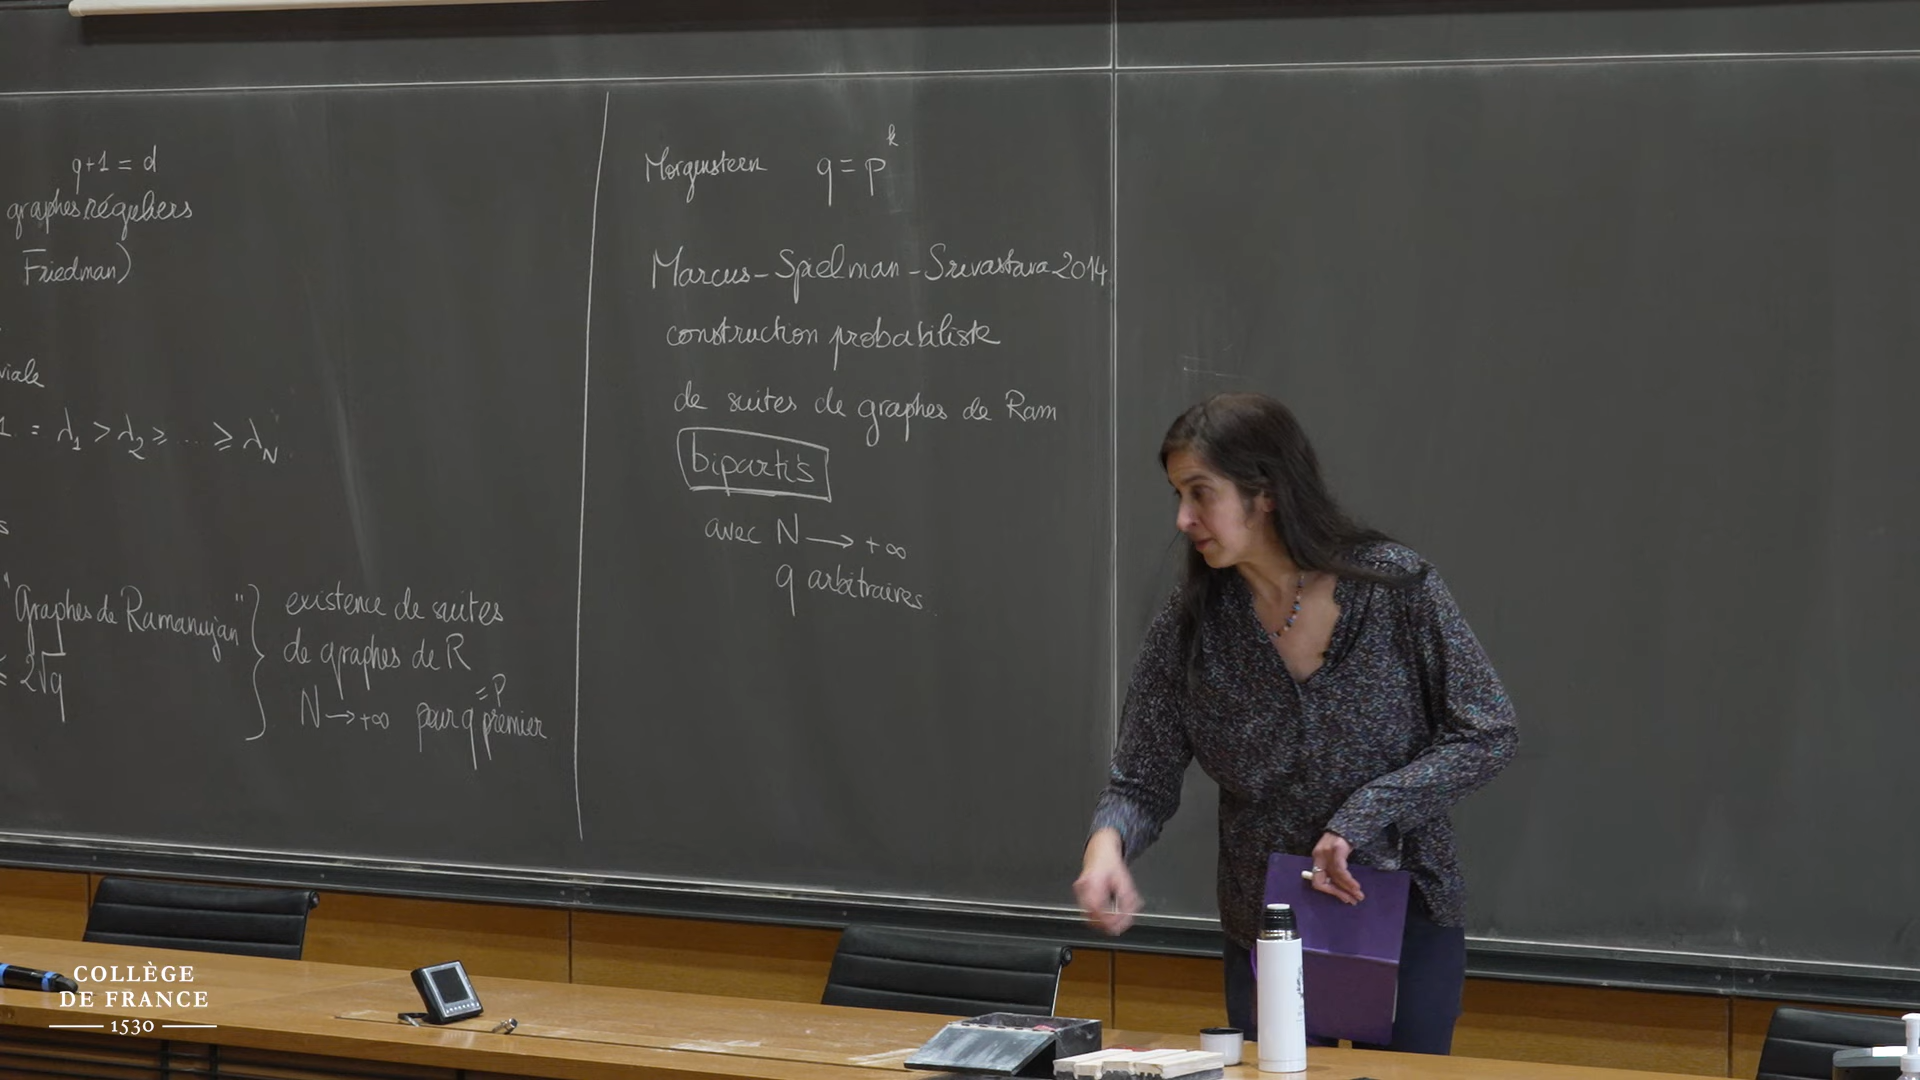 q+1 = d
graphes réguliers
Friedman)
viale
1 = λ₁ > λ₂ ≥ .... ≥ λ_N
s
"Graphes de Ramanujan"
≤ 2√q
existence de suites
de graphes de R
N → +∞ pour q = p premier
Morgenstern q = p^k
Marcus - Spielman - Srivastava 2014
construction probabiliste
de suites de graphes de Ram
bipartis
avec N → +∞
q arbitraires.
COLLÈGE
DE FRANCE
1530